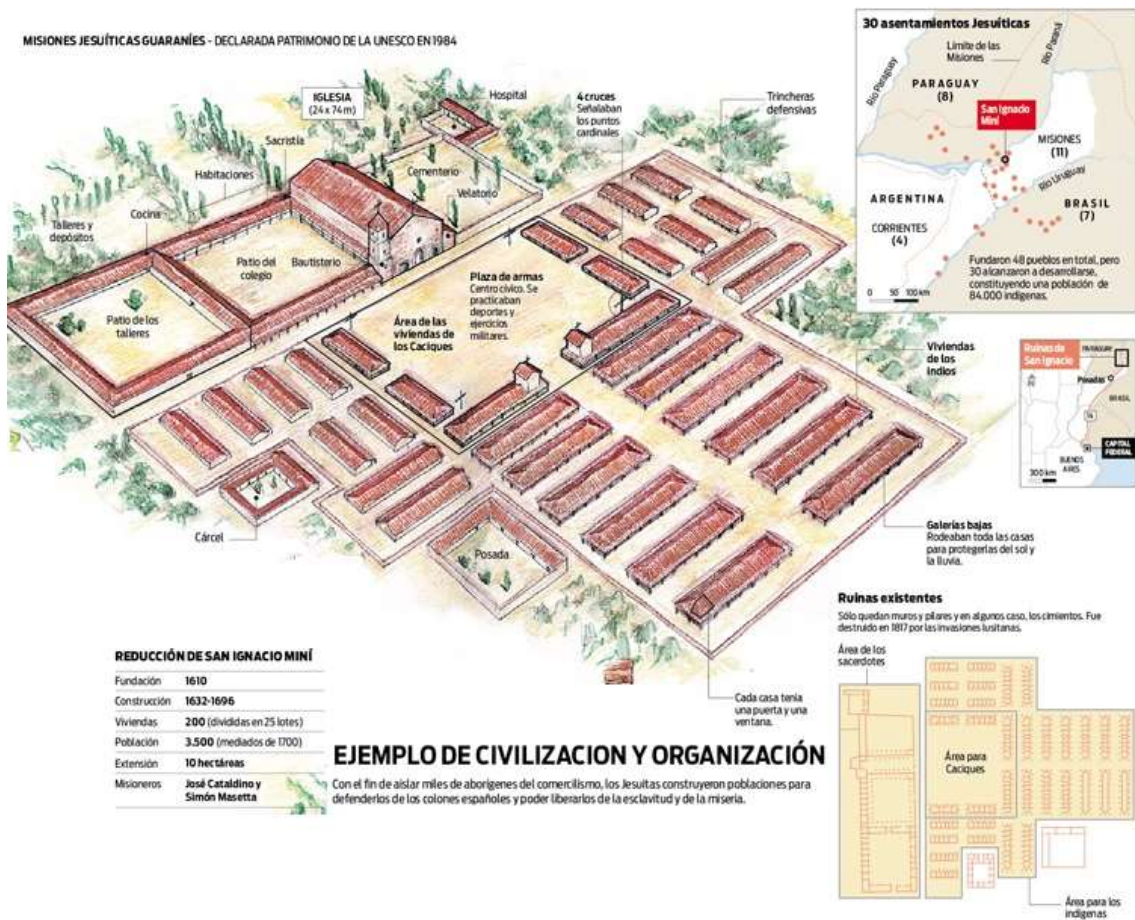 MISIONES JESUÍTICAS GUARANÍES - DECLARADA PATRIMONIO DE LA UNESCO EN 1984
IGLESIA
(24 x 74m)
Hospital
4 cruces
Señalaban
los puntos
cardinales
Trincheras
defensivas
Sacristía
Habitaciones
Cementerio
Velatorio
Cocina
Talleres y
depósitos
Patio del
colegio
Bautisterio
Patio de los
talleres
Plaza de armas
Centro cívico. Se
practicaban
deportes y
ejercicios
militares.
Área de las
viviendas de
los Caciques
Viviendas
de los
Indios
Cárcel
Posada
Galerías bajas
Rodeaban toda las casas
para protegerlas del sol y
la lluvia.
Cada casa tenía
una puerta y una
ventana.
30 asentamientos Jesuíticas
Límite de las
Misiones
Río Paraná
Río Paraguay
PARAGUAY
(8)
San Ignacio
Miní
MISIONES
(11)
Río Uruguay
ARGENTINA
BRASIL
(7)
CORRIENTES
(4)
Fundaron 48 pueblos en total, pero
30 alcanzaron a desarrollarse,
constituyendo una población de
84.000 indígenas.
0 50 100 km
Ruinas de
San Ignacio
PARAGUAY
Posadas
BRASIL
14
CAPITAL
FEDERAL
BUENOS
AIRES
300 km
Ruinas existentes
Sólo quedan muros y pilares y en algunos caso, los cimientos. Fue
destruido en 1817 por las invasiones lusitanas.
Área de los
sacerdotes
Área para
Caciques
Área para los
indígenas
REDUCCIÓN DE SAN IGNACIO MINÍ
Fundación 1610
Construcción 1632-1696
Viviendas 200 (divididas en 25 lotes)
Población 3.500 (mediados de 1700)
Extensión 10 hectáreas
Misioneros José Cataldino y
Simón Masetta
EJEMPLO DE CIVILIZACION Y ORGANIZACIÓN
Con el fin de aislar miles de aborígenes del comercilismo, los Jesuitas construyeron poblaciones para
defenderlos de los colones españoles y poder liberarlos de la esclavitud y de la miseria.